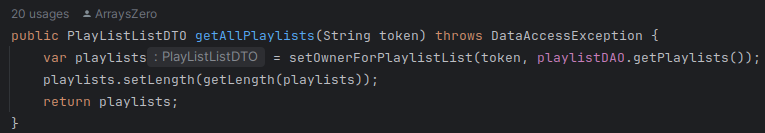 20 usages ArraysZero
public PlayListListDTO getAllPlaylists(String token) throws DataAccessException {
var playlists : PlayListListDTO = setOwnerForPlaylistList(token, playlistDAO.getPlaylists());
playlists.setLength(getLength(playlists));
return playlists;
}